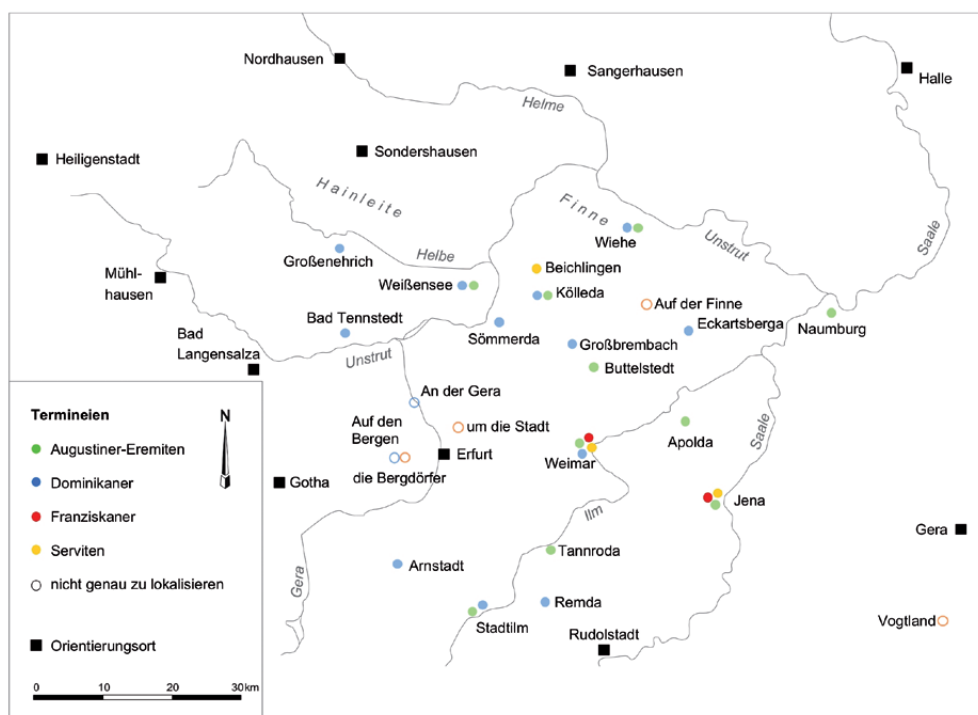 Nordhausen
Sangerhausen
Halle
Helme
Heiligenstadt
Sondershausen
Hainleite
Finne
Wiehe
Unstrut
Saale
Großenehrich
Helbe
Beichlingen
Mühl-
hausen
Weißensee
Kölleda
Auf der Finne
Bad Tennstedt
Sömmerda
Eckartsberga
Naumburg
Bad
Langensalza
Unstrut
Großbrembach
Buttelstedt
An der Gera
Auf den
Bergen
um die Stadt
Apolda
Saale
Erfurt
Weimar
die Bergdörfer
Gotha
Jena
Ilm
Gera
Tannroda
Gera
Arnstadt
Remda
Stadtilm
Rudolstadt
Vogtland
Termineien
N
Augustiner-Eremiten
Dominikaner
Franziskaner
Serviten
nicht genau zu lokalisieren
Orientierungsort
0 10 20 30 km